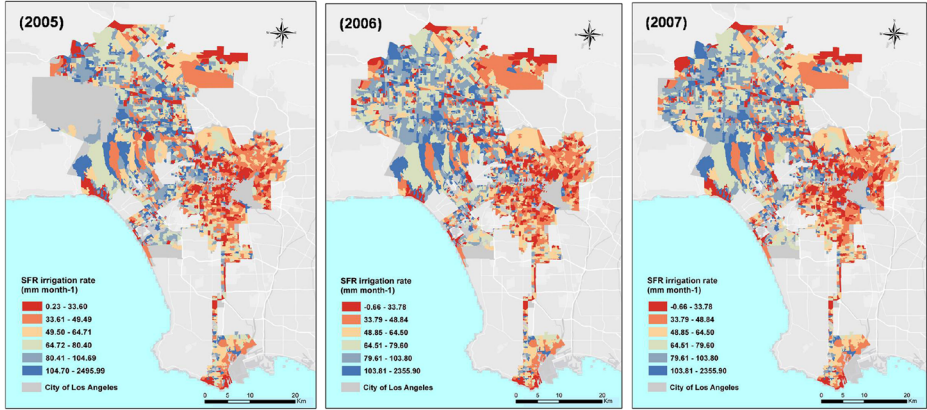 (2005)
SFR irrigation rate
(mm month-1)
0.23 - 33.60
33.61 - 49.49
49.50 - 64.71
64.72 - 80.40
80.41 - 104.69
104.70 - 2495.99
City of Los Angeles
0 5 10 20
Km
(2006)
SFR irrigation rate
(mm month-1)
-0.66 - 33.78
33.79 - 48.84
48.85 - 64.50
64.51 - 79.60
79.61 - 103.80
103.81 - 2355.90
City of Los Angeles
0 5 10 20
Km
(2007)
SFR irrigation rate
(mm month-1)
-0.66 - 33.78
33.79 - 48.84
48.85 - 64.50
64.51 - 79.60
79.61 - 103.80
103.81 - 2355.90
City of Los Angeles
0 5 10 20
Km